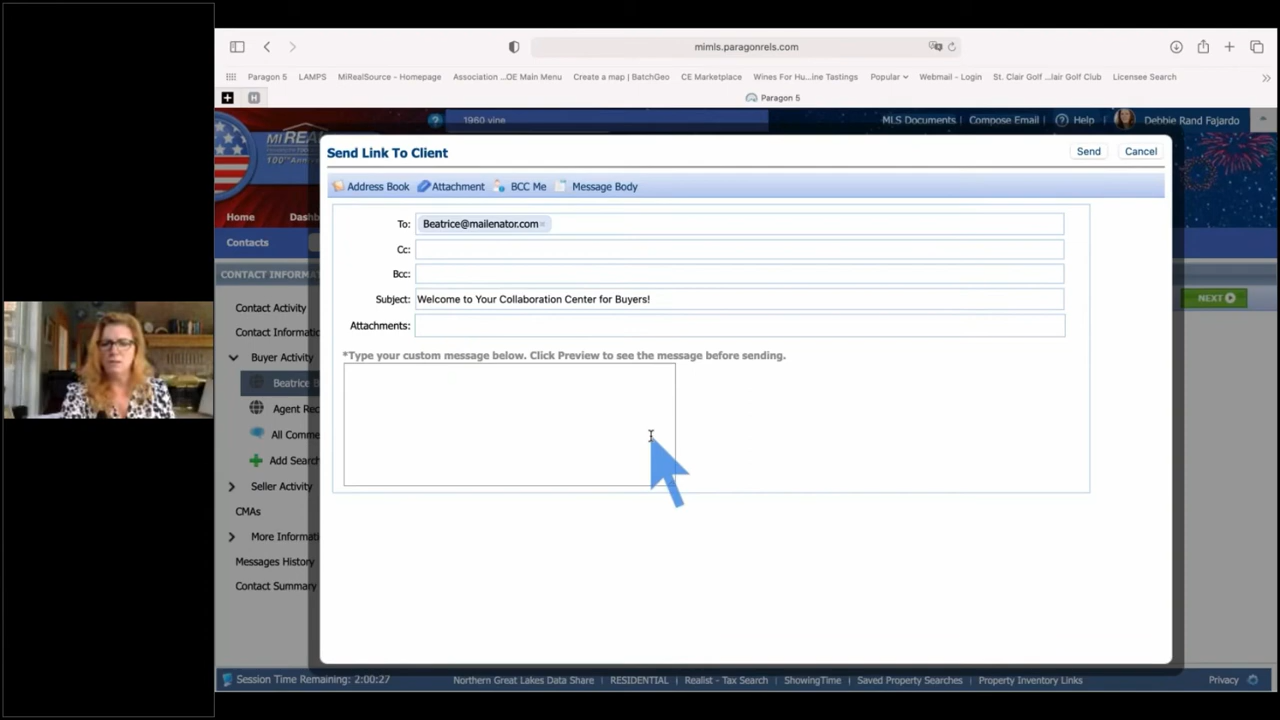 mimls.paragonrels.com
Paragon 5 LAMPS MiRealSource - Homepage Association ...OE Main Menu Create a map | BatchGeo CE Marketplace Wines For Hu...ine Tastings Popular Webmail - Login St. Clair Golf ...lair Golf Club Licensee Search
H Paragon 5
1960 vine MLS Documents Compose Email Help Debbie Rand Fajardo
MiREA
100th Anniv
Send Link To Client Send Cancel
Address Book Attachment BCC Me Message Body
Home Dashb
To: Beatrice@mailenator.com
Contacts
Cc:
CONTACT INFORMA
Bcc:
Subject: Welcome to Your Collaboration Center for Buyers!
NEXT
Contact Activity
Attachments:
Contact Informatio
*Type your custom message below. Click Preview to see the message before sending.
Buyer Activity
Beatrice B
Agent Rec
All Comme
Add Search
Seller Activity
CMAs
More Informati
Messages History
Contact Summary
Session Time Remaining: 2:00:27 Northern Great Lakes Data Share | RESIDENTIAL | Realist - Tax Search | ShowingTime | Saved Property Searches | Property Inventory Links Privacy